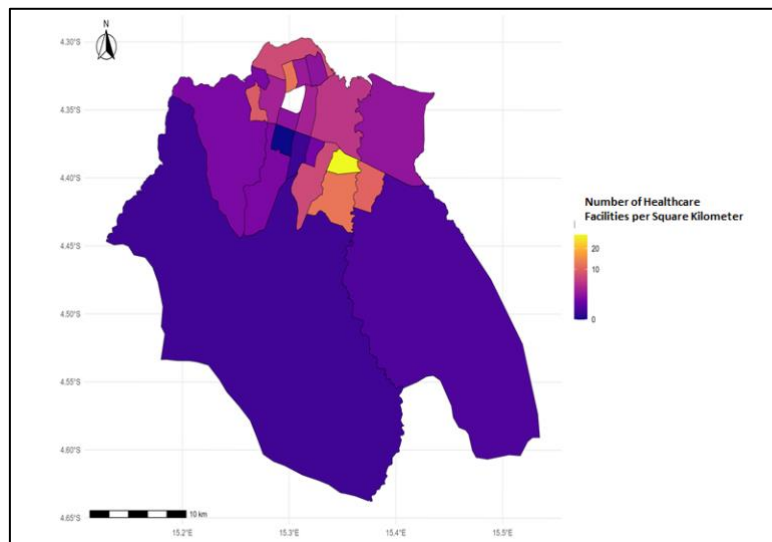 N
4.30°S
4.35°S
4.40°S
4.45°S
4.50°S
4.55°S
4.60°S
4.65°S
Number of Healthcare
Facilities per Square Kilometer
20
10
0
10 km
15.2°E
15.3°E
15.4°E
15.5°E